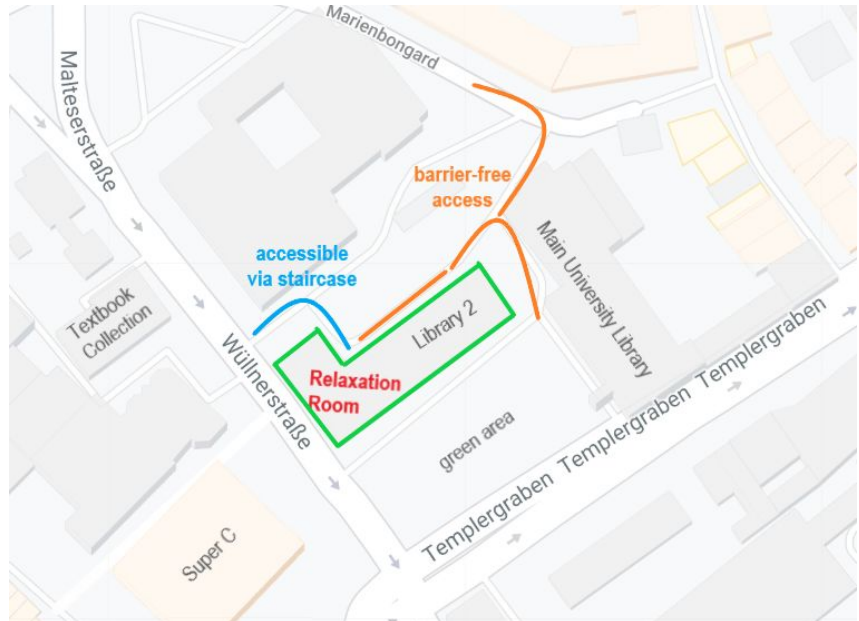 Marienbongard
Malteserstraße
barrier-free
access
accessible
via staircase
Main University Library
Textbook
Collection
Library 2
Wüllnerstraße
Relaxation
Room
green area
Templergraben Templergraben Templergraben
Super C